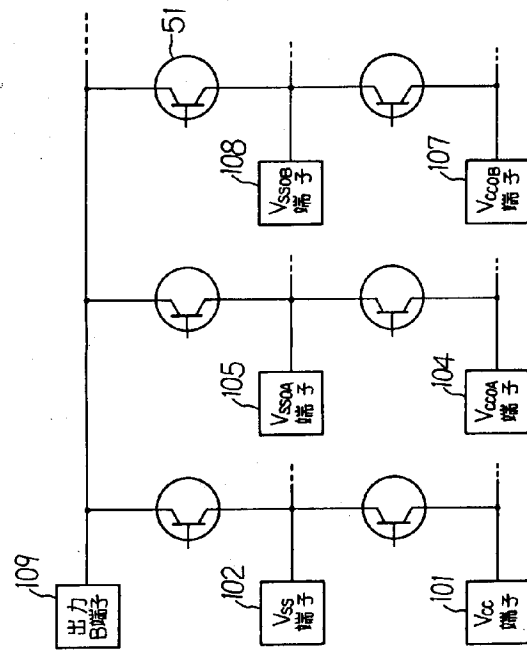 109
出力
B端子
51
102
VSS
端子
105
VSSOA
端子
108
VSSOB
端子
101
VCC
端子
104
VCCOA
端子
107
VCCOB
端子